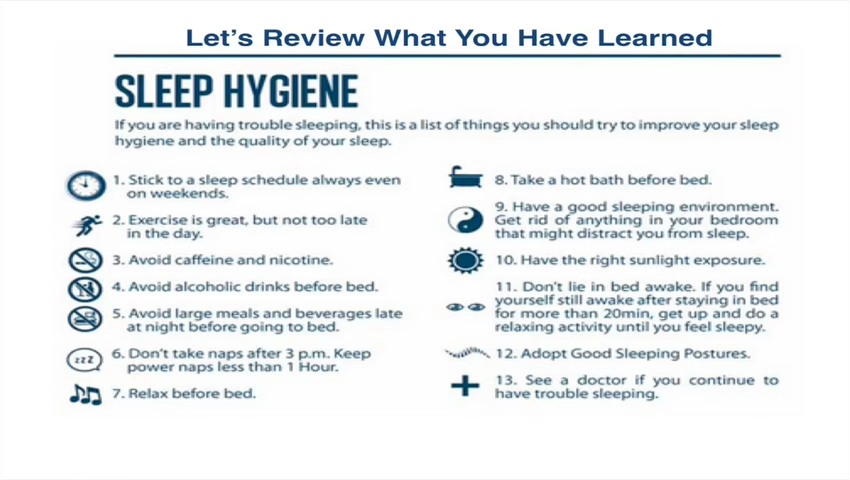 Let's Review What You Have Learned
SLEEP HYGIENE
If you are having trouble sleeping, this is a list of things you should try to improve your sleep
hygiene and the quality of your sleep.
1. Stick to a sleep schedule always even
on weekends.
2. Exercise is great, but not too late
in the day.
3. Avoid caffeine and nicotine.
4. Avoid alcoholic drinks before bed.
5. Avoid large meals and beverages late
at night before going to bed.
zzZ
6. Don't take naps after 3 p.m. Keep
power naps less than 1 Hour.
7. Relax before bed.
8. Take a hot bath before bed.
9. Have a good sleeping environment.
Get rid of anything in your bedroom
that might distract you from sleep.
10. Have the right sunlight exposure.
11. Don't lie in bed awake. If you find
yourself still awake after staying in bed
for more than 20min, get up and do a
relaxing activity until you feel sleepy.
12. Adopt Good Sleeping Postures.
13. See a doctor if you continue to
have trouble sleeping.